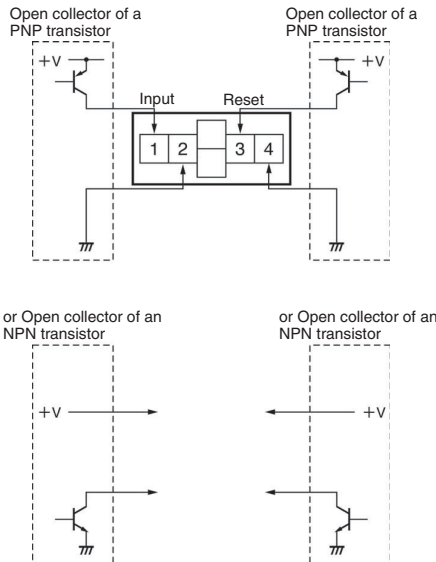 Open collector of a
PNP transistor
Open collector of a
PNP transistor
+V
+V
Input
Reset
1 2 3 4
or Open collector of an
NPN transistor
or Open collector of an
NPN transistor
+V
+V